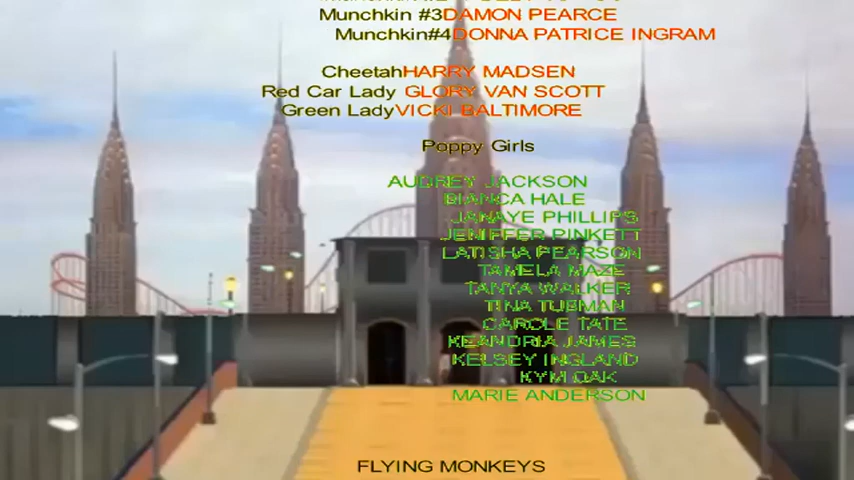 Munchkin #3DAMON PEARCE
Munchkin#4DONNA PATRICE INGRAM
CheetahHARRY MADSEN
Red Car Lady GLORY VAN SCOTT
Green LadyVICKI BALTIMORE
Poppy Girls
AUDREY JACKSON
BIANCA HALE
JANAYE PHILLIPS
JENIFFER PINKETT
LATISHA PEARSON
TAMELA MAZE
TANYA WALKER
TINA TUBMAN
CAROLE TATE
KEANDRIA JAMES
KELSEY INGLAND
KYM OAK
MARIE ANDERSON
FLYING MONKEYS